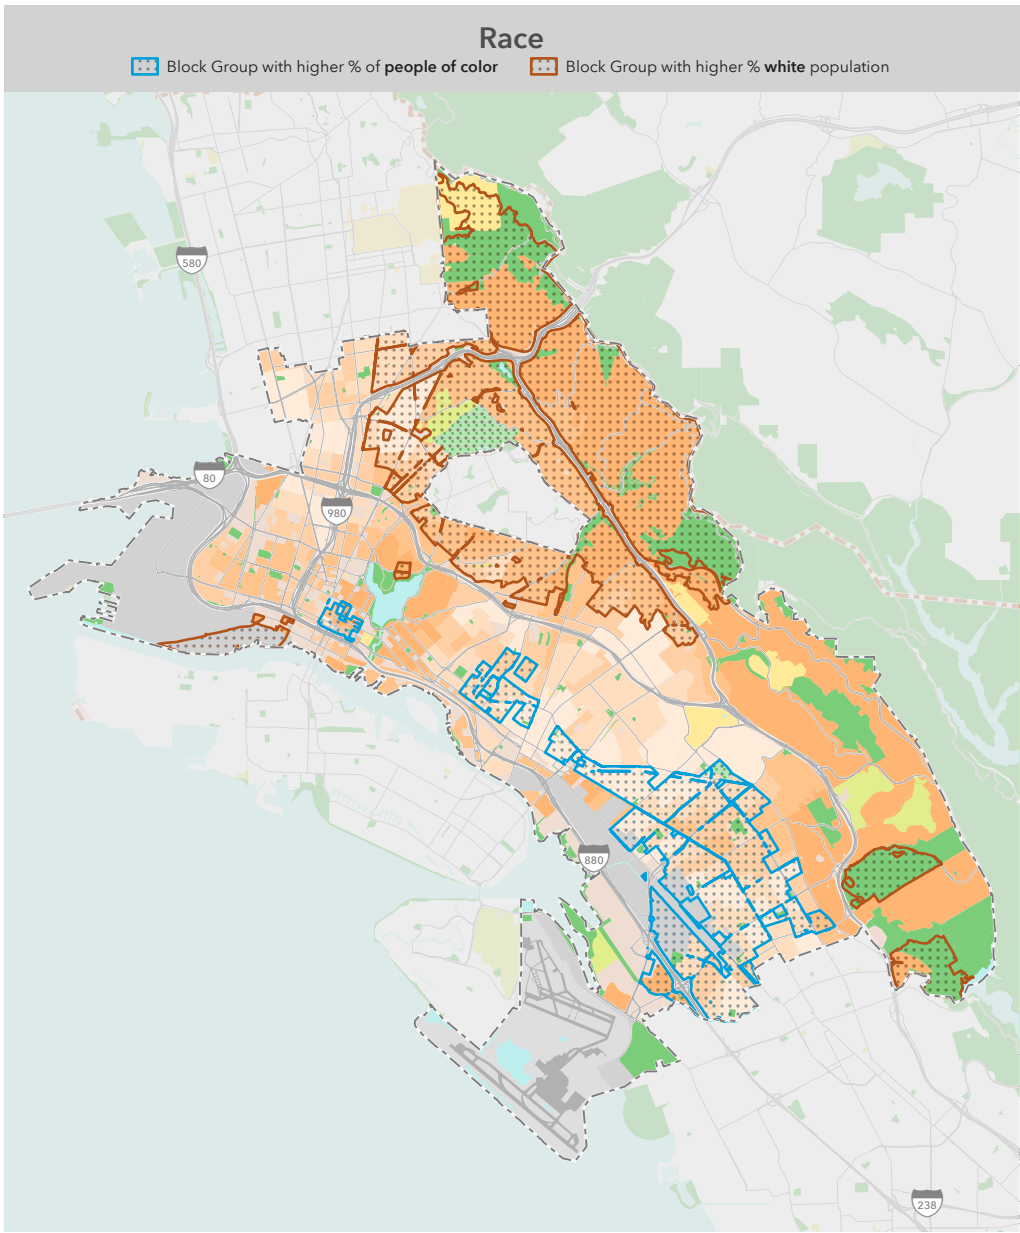 Race
Block Group with higher % of people of color
Block Group with higher % white population
580
80
980
880
238